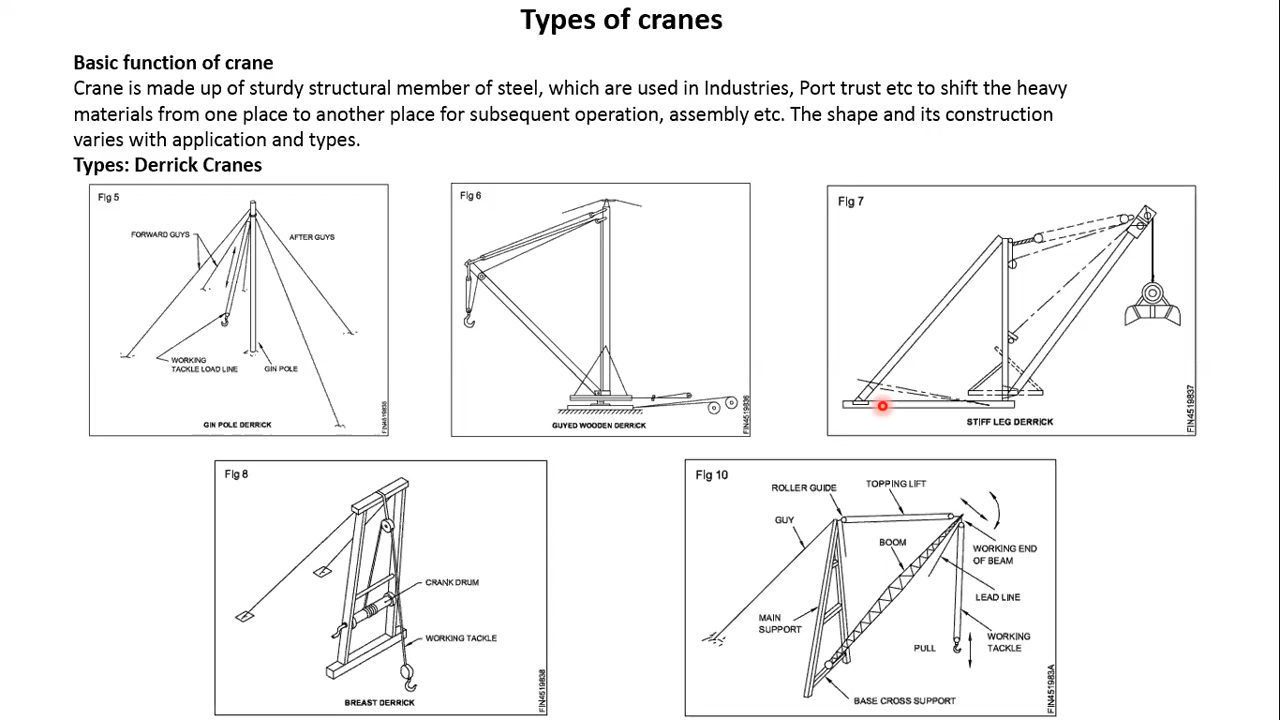 Types of cranes
Basic function of crane
Crane is made up of sturdy structural member of steel, which are used in Industries, Port trust etc to shift the heavy
materials from one place to another place for subsequent operation, assembly etc. The shape and its construction
varies with application and types.
Types: Derrick Cranes
Fig 5
FORWARD GUYS
AFTER GUYS
WORKING
TACKLE LOAD LINE
GIN POLE
GIN POLE DERRICK
Fig 6
GUYED WOODEN DERRICK
FIN4519836
Fig 7
STIFF LEG DERRICK
FIN4519837
Fig 8
CRANK DRUM
WORKING TACKLE
BREAST DERRICK
FIN4519838
Fig 10
ROLLER GUIDE
TOPPING LIFT
GUY
BOOM
WORKING END
OF BEAM
LEAD LINE
MAIN
SUPPORT
PULL
WORKING
TACKLE
BASE CROSS SUPPORT
FIN451983A